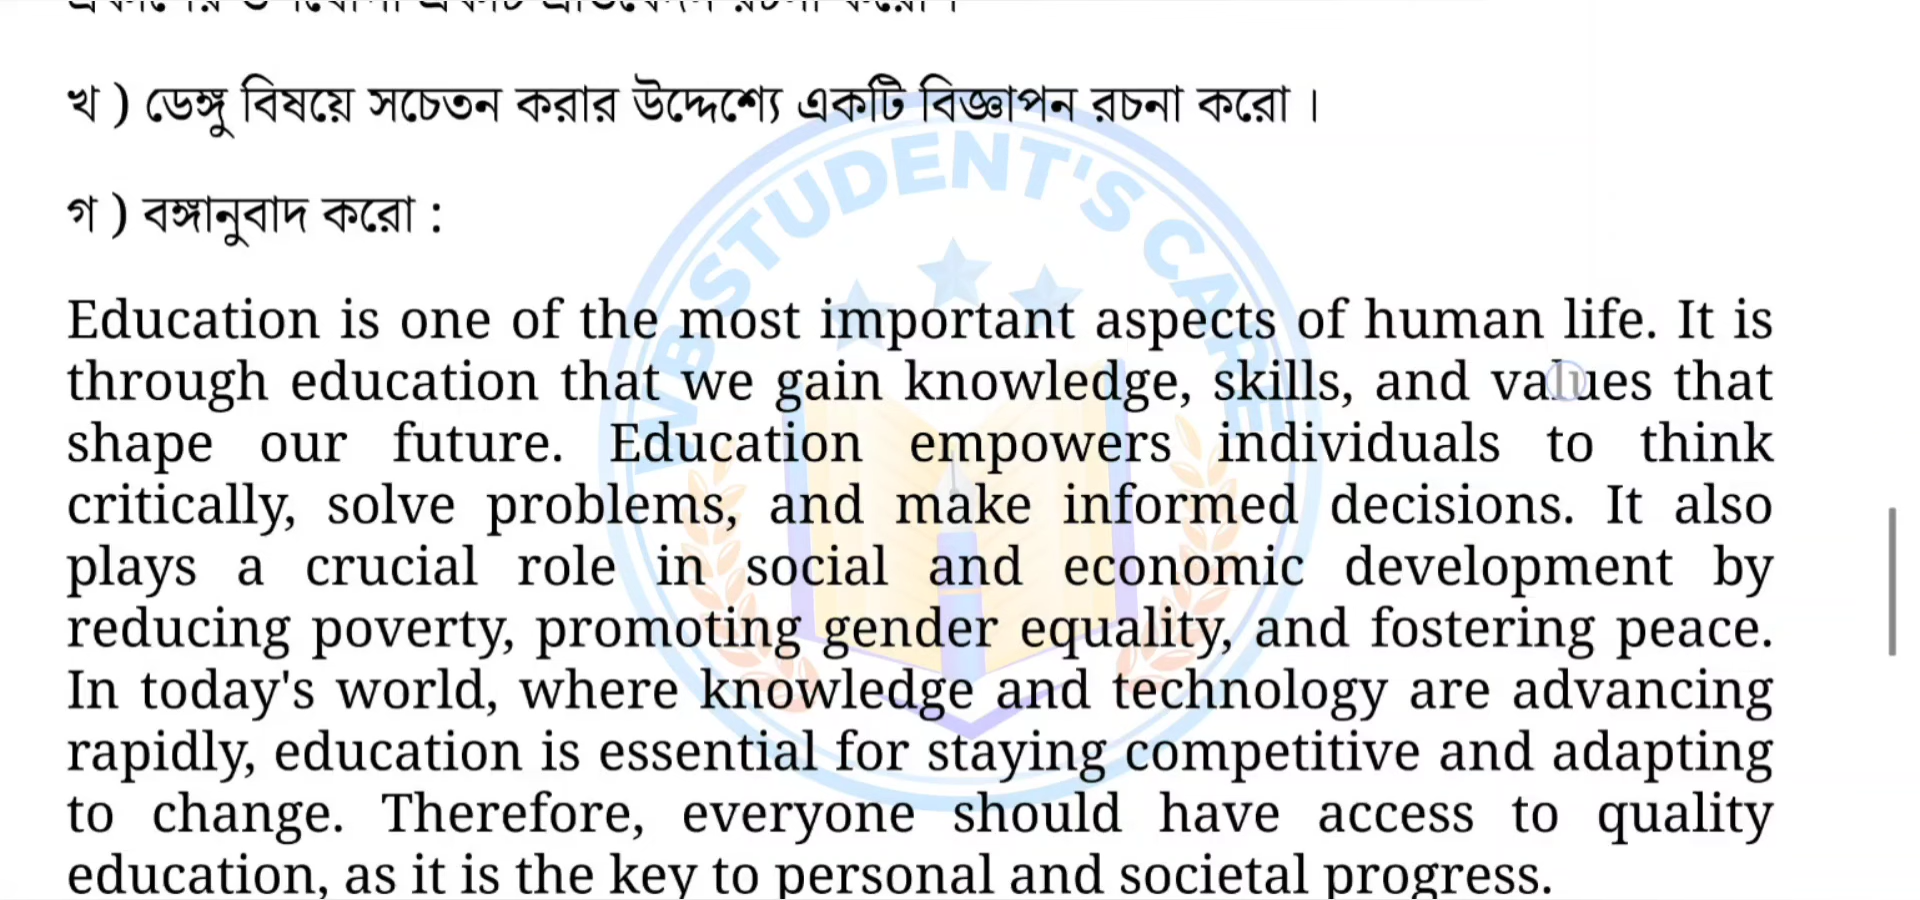 খ ) ডেঙ্গু বিষয়ে সচেতন করার উদ্দেশ্যে একটি বিজ্ঞাপন রচনা করো ।
গ ) বঙ্গানুবাদ করো :
WB STUDENT'S CARE
Education is one of the most important aspects of human life. It is
through education that we gain knowledge, skills, and values that
shape our future. Education empowers individuals to think
critically, solve problems, and make informed decisions. It also
plays a crucial role in social and economic development by
reducing poverty, promoting gender equality, and fostering peace.
In today's world, where knowledge and technology are advancing
rapidly, education is essential for staying competitive and adapting
to change. Therefore, everyone should have access to quality
education, as it is the key to personal and societal progress.